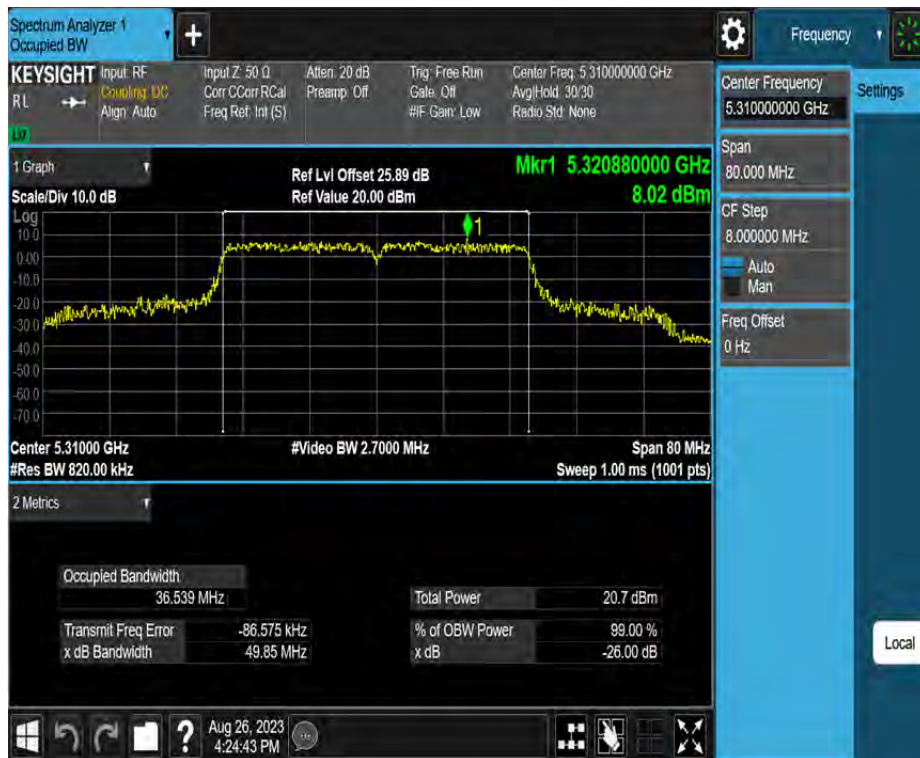 Spectrum Analyzer 1
Occupied BW
Frequency
KEYSIGHT
RL
Input: RF
Coupling: DC
Align: Auto
Input Z: 50 Ω
Corr CCorr RCal
Freq Ref: Int (S)
Atten: 20 dB
Preamp: Off
Trig: Free Run
Gate: Off
#IF Gain: Low
Center Freq: 5.310000000 GHz
Avg|Hold: 30/30
Radio Std: None
Center Frequency
5.310000000 GHz
Settings
Span
80.000 MHz
CF Step
8.000000 MHz
Auto
Man
Freq Offset
0 Hz
1 Graph
Scale/Div 10.0 dB
Ref Lvl Offset 25.89 dB
Ref Value 20.00 dBm
Mkr1 5.320880000 GHz
8.02 dBm
Log
10.0
0.00
-10.0
-20.0
-30.0
-40.0
-50.0
-60.0
-70.0
1
Center 5.31000 GHz
#Video BW 2.7000 MHz
Span 80 MHz
#Res BW 820.00 kHz
Sweep 1.00 ms (1001 pts)
2 Metrics
Occupied Bandwidth
36.539 MHz
Total Power 20.7 dBm
Transmit Freq Error -86.575 kHz
% of OBW Power 99.00 %
x dB Bandwidth 49.85 MHz
x dB -26.00 dB
Local
Aug 26, 2023
4:24:43 PM